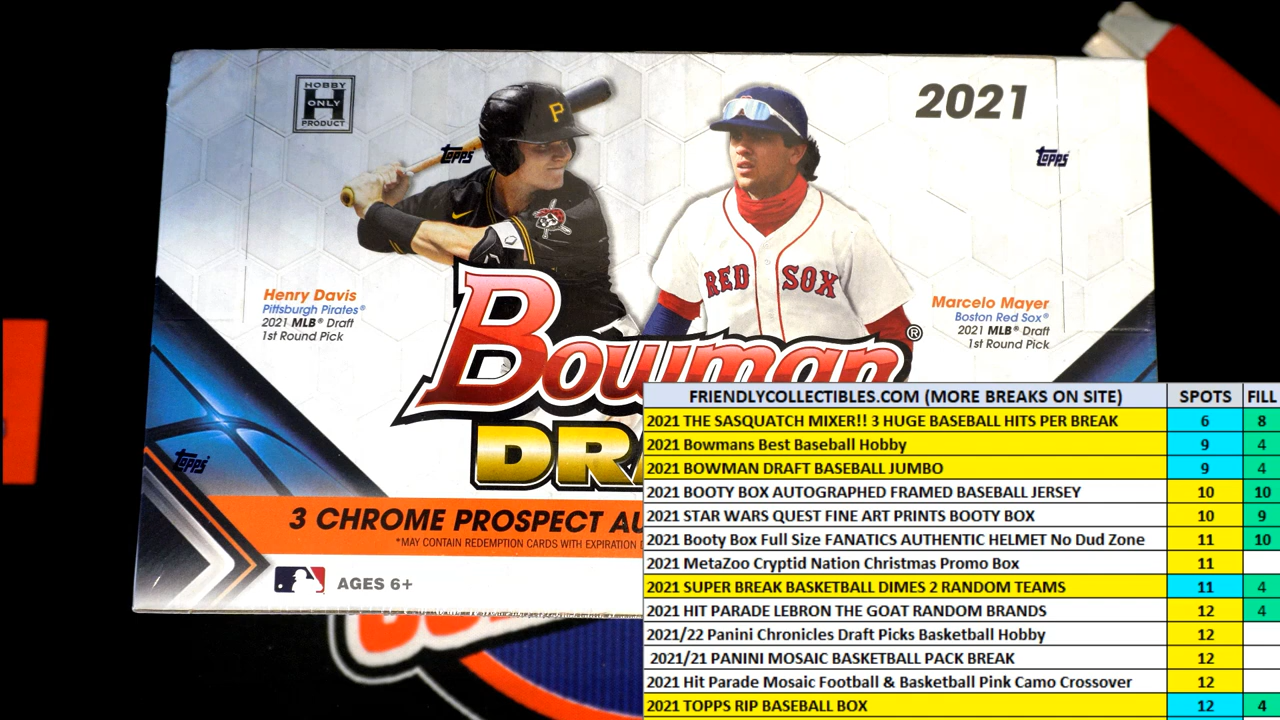 HOBBY
H
ONLY
PRODUCT
2021
P
Topps
Topps
RED SOX
Henry Davis
Pittsburgh Pirates®
2021 MLB® Draft
1st Round Pick
Marcelo Mayer
Boston Red Sox®
2021 MLB® Draft
1st Round Pick
Bowman®
DR
Topps
3 CHROME PROSPECT AU
*MAY CONTAIN REDEMPTION CARDS WITH EXPIRATION
AGES 6+
FRIENDLYCOLLECTIBLES.COM (MORE BREAKS ON SITE) SPOTS FILL
2021 THE SASQUATCH MIXER!! 3 HUGE BASEBALL HITS PER BREAK 6 8
2021 Bowmans Best Baseball Hobby 9 4
2021 BOWMAN DRAFT BASEBALL JUMBO 9 4
2021 BOOTY BOX AUTOGRAPHED FRAMED BASEBALL JERSEY 10 10
2021 STAR WARS QUEST FINE ART PRINTS BOOTY BOX 10 9
2021 Booty Box Full Size FANATICS AUTHENTIC HELMET No Dud Zone 11 10
2021 MetaZoo Cryptid Nation Christmas Promo Box 11
2021 SUPER BREAK BASKETBALL DIMES 2 RANDOM TEAMS 11 4
2021 HIT PARADE LEBRON THE GOAT RANDOM BRANDS 12 4
2021/22 Panini Chronicles Draft Picks Basketball Hobby 12
2021/21 PANINI MOSAIC BASKETBALL PACK BREAK 12
2021 Hit Parade Mosaic Football & Basketball Pink Camo Crossover 12
2021 TOPPS RIP BASEBALL BOX 12 4